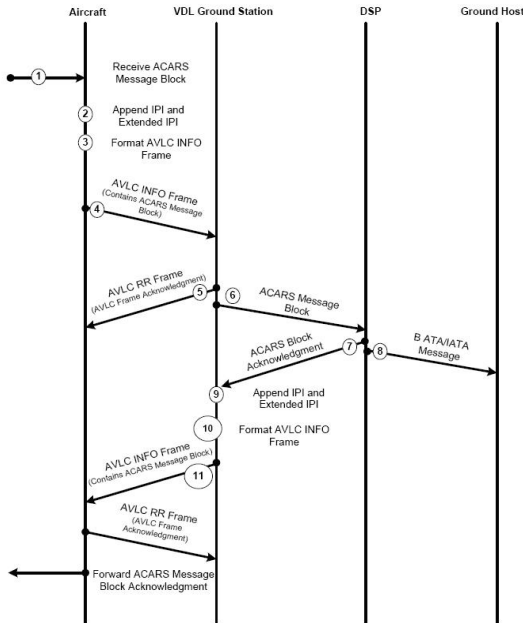 Aircraft
VDL Ground Station
DSP
Ground Host
1
Receive ACARS
Message Block
2
Append IPI and
Extended IPI
3
Format AVLC INFO
Frame
AVLC INFO Frame
(Contains ACARS Message
Block)
4
AVLC RR Frame
(AVLC Frame Acknowledgment)
5
6
ACARS Message
Block
ACARS Block
Acknowledgment
7
8
B ATA/IATA
Message
9
Append IPI and
Extended IPI
10
Format AVLC INFO
Frame
AVLC INFO Frame
(Contains ACARS Message Block)
11
AVLC RR Frame
(AVLC Frame
Acknowledgment)
Forward ACARS Message
Block Acknowledgment